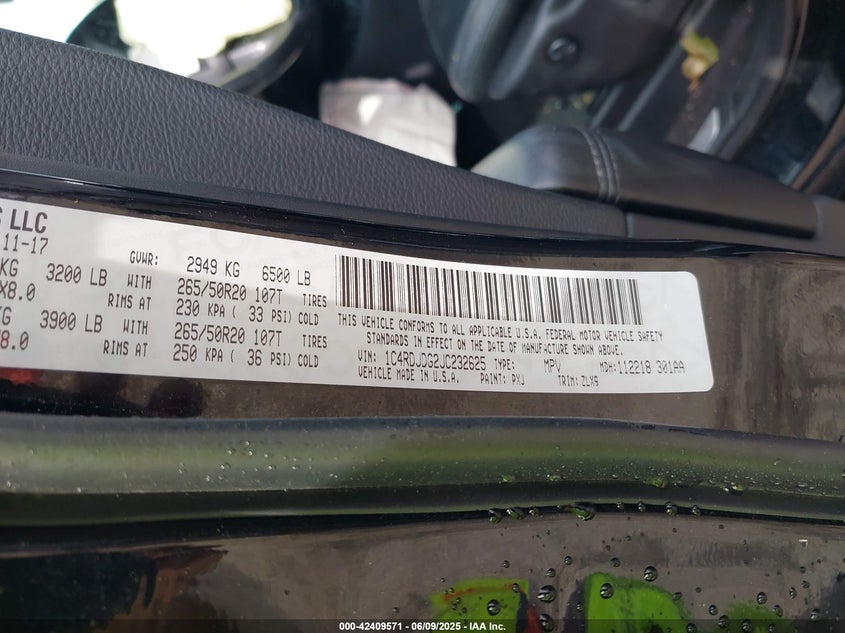 LLC
11-17
GVWR: 2949 KG 6500 LB
KG 3200 LB WITH 265/50R20 107T TIRES
X8.0 RIMS AT 230 KPA ( 33 PSI) COLD
3900 LB WITH 265/50R20 107T TIRES
8.0 RIMS AT 250 KPA ( 36 PSI) COLD
THIS VEHICLE CONFORMS TO ALL APPLICABLE U.S.A. FEDERAL MOTOR VEHICLE SAFETY
STANDARDS IN EFFECT ON THE DATE OF MANUFACTURE SHOWN ABOVE.
VIN: 1C4RDJDG2JC232625 TYPE: MPV MDH: 112218 301AA
VEHICLE MADE IN U.S.A. PAINT: PXJ TRIM: ZLX9
000-42409571 - 06/09/2025 - IAA Inc.